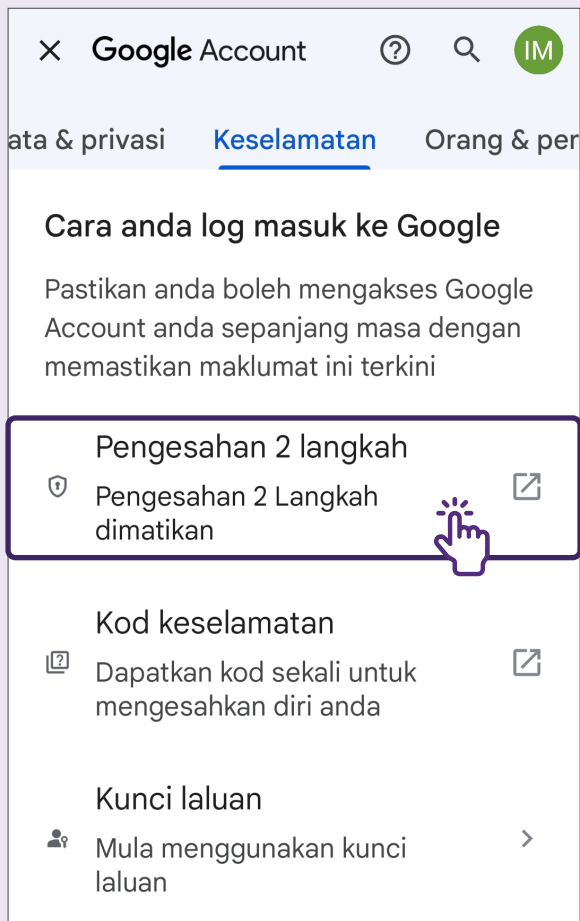 Google Account
IM
ata & privasi Keselamatan Orang & per
Cara anda log masuk ke Google
Pastikan anda boleh mengakses Google
Account anda sepanjang masa dengan
memastikan maklumat ini terkini
Pengesahan 2 langkah
Pengesahan 2 Langkah
dimatikan
Kod keselamatan
Dapatkan kod sekali untuk
mengesahkan diri anda
Kunci laluan
Mula menggunakan kunci
laluan